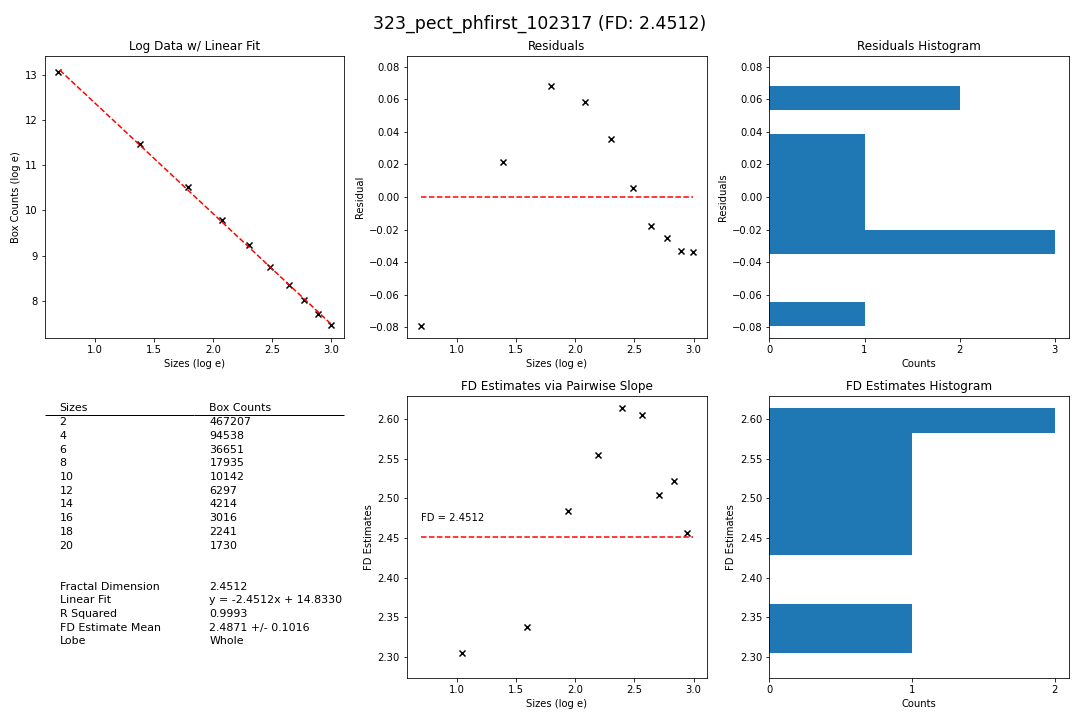 323_pect_phfirst_102317 (FD: 2.4512)
Log Data w/ Linear Fit
13
12
11
10
9
8
Box Counts (log e)
1.0 1.5 2.0 2.5 3.0
Sizes (log e)
Residuals
0.08
0.06
0.04
0.02
0.00
−0.02
−0.04
−0.06
−0.08
Residual
1.0 1.5 2.0 2.5 3.0
Sizes (log e)
Residuals Histogram
0.08
0.06
0.04
0.02
0.00
−0.02
−0.04
−0.06
−0.08
Residuals
0 1 2 3
Counts
Sizes Box Counts
2 467207
4 94538
6 36651
8 17935
10 10142
12 6297
14 4214
16 3016
18 2241
20 1730
Fractal Dimension 2.4512
Linear Fit y = -2.4512x + 14.8330
R Squared 0.9993
FD Estimate Mean 2.4871 +/- 0.1016
Lobe Whole
FD Estimates via Pairwise Slope
2.60
2.55
2.50
2.45
2.40
2.35
2.30
FD Estimates
FD = 2.4512
1.0 1.5 2.0 2.5 3.0
Sizes (log e)
FD Estimates Histogram
2.60
2.55
2.50
2.45
2.40
2.35
2.30
FD Estimates
0 1 2
Counts